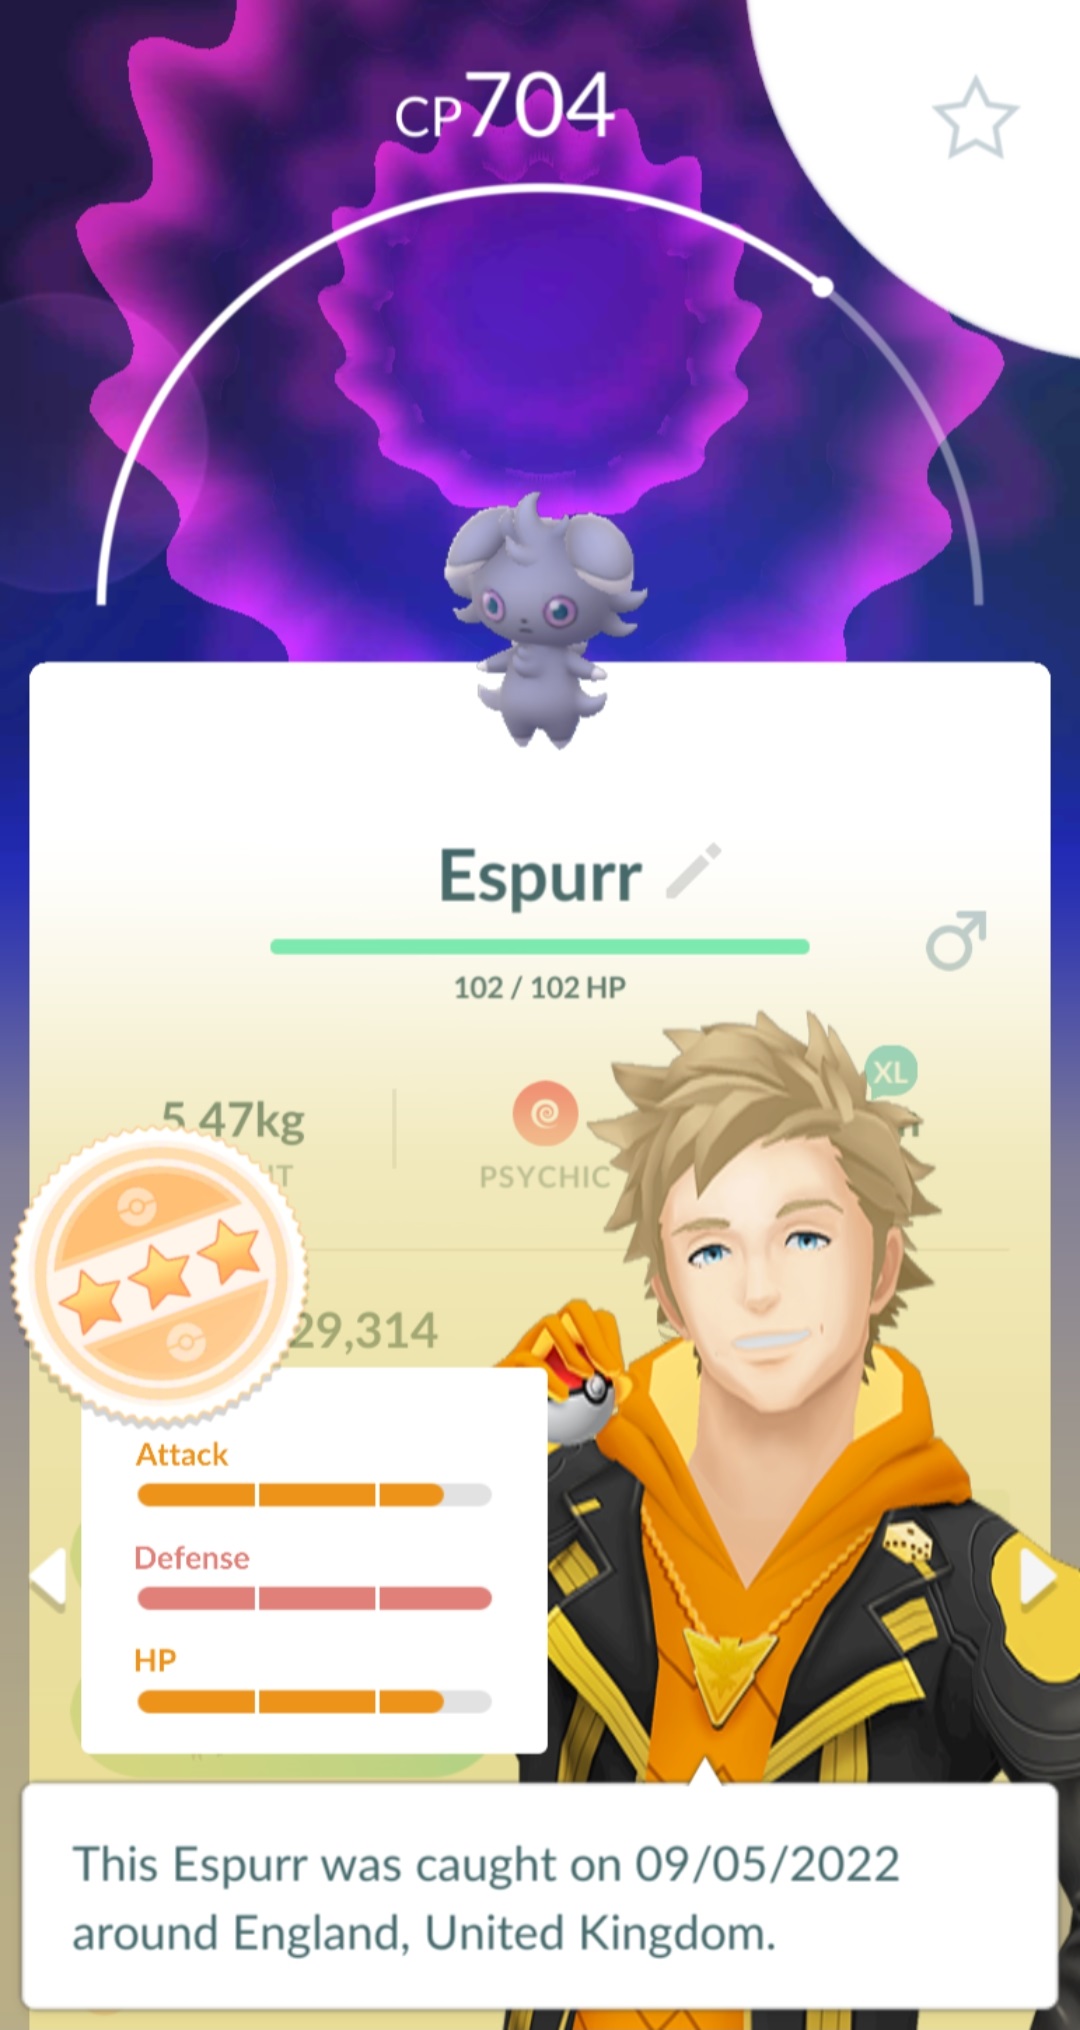 CP704
Espurr
102 / 102 HP
XL
5.47kg
PSYCHIC
29,314
Attack
Defense
HP
This Espurr was caught on 09/05/2022
around England, United Kingdom.